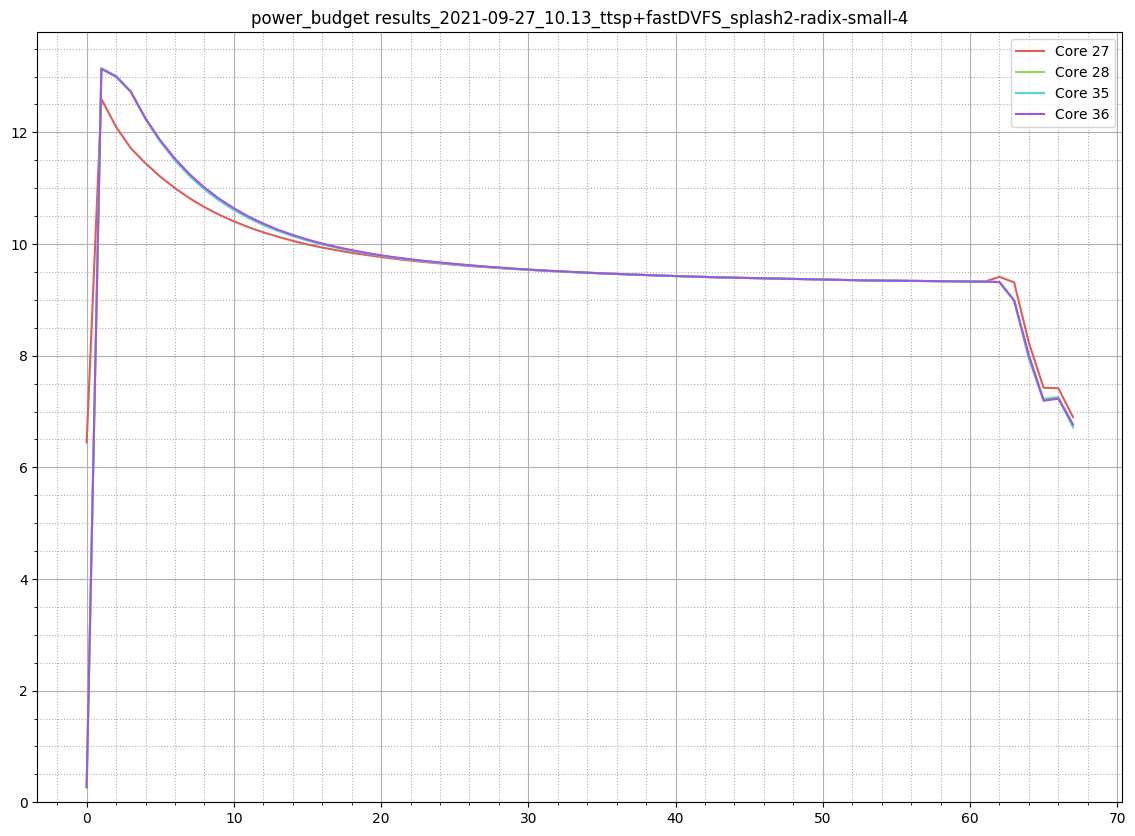 power_budget results_2021-09-27_10.13_ttsp+fastDVFS_splash2-radix-small-4
Core 27
Core 28
Core 35
Core 36
12
10
8
6
4
2
0
0 10 20 30 40 50 60 70